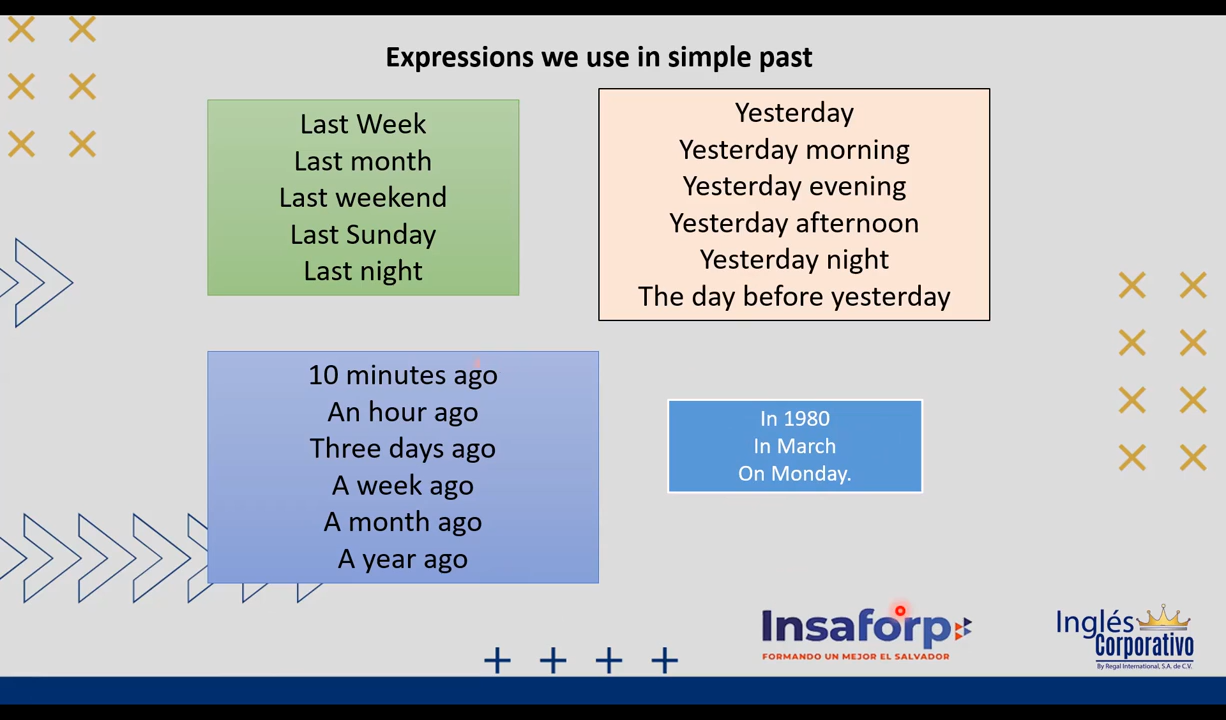 Expressions we use in simple past
Last Week
Last month
Last weekend
Last Sunday
Last night
Yesterday
Yesterday morning
Yesterday evening
Yesterday afternoon
Yesterday night
The day before yesterday
10 minutes ago
An hour ago
Three days ago
A week ago
A month ago
A year ago
In 1980
In March
On Monday.
Insaforp
FORMANDO UN MEJOR EL SALVADOR
Inglés
Corporativo
By Regal International, S.A. de C.V.